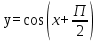 y = cos(x + П/2)